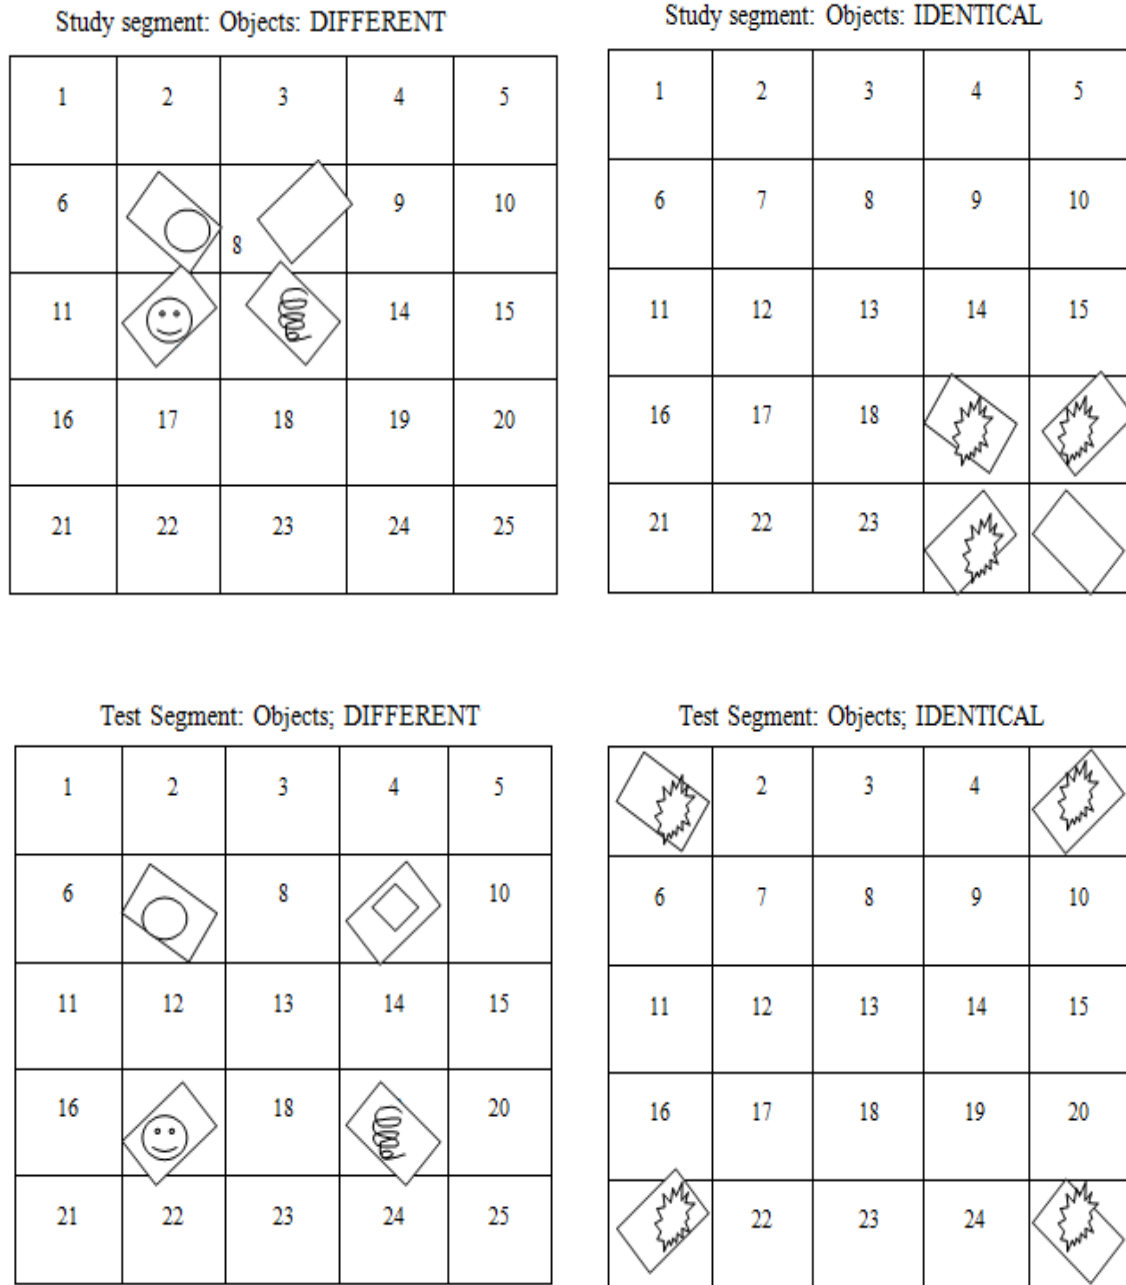 Study segment: Objects: DIFFERENT
1 2 3 4 5
6 8 9 10
11 14 15
16 17 18 19 20
21 22 23 24 25
Study segment: Objects: IDENTICAL
1 2 3 4 5
6 7 8 9 10
11 12 13 14 15
16 17 18
21 22 23
Test Segment: Objects; DIFFERENT
1 2 3 4 5
6 8 10
11 12 13 14 15
16 18 20
21 22 23 24 25
Test Segment: Objects; IDENTICAL
2 3 4
6 7 8 9 10
11 12 13 14 15
16 17 18 19 20
22 23 24